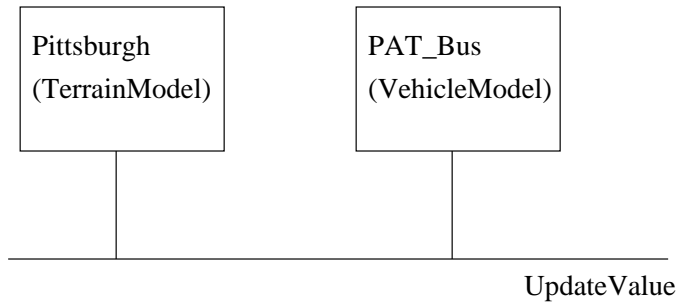 Pittsburgh
(TerrainModel)
PAT_Bus
(VehicleModel)
UpdateValue